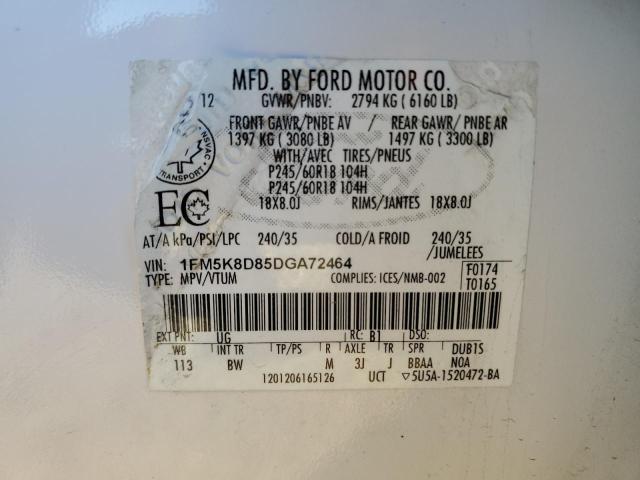 MFD. BY FORD MOTOR CO.
12 GVWR/PNBV: 2794 KG ( 6160 LB)
FRONT GAWR/PNBE AV / REAR GAWR/ PNBE AR
1397 KG ( 3080 LB) 1497 KG ( 3300 LB)
WITH/AVEC TIRES/PNEUS
P245/60R18 104H
P245/60R18 104H
18X8.0J RIMS/JANTES 18X8.0J
NSVAC
TRANSPORT
EC
AT/A kPa/PSI/LPC 240/35 COLD/A FROID 240/35
/JUMELEES
VIN: 1FM5K8D85DGA72464
TYPE: MPV/VTUM COMPLIES: ICES/NMB-002
F0174
T0165
EXT PNT: UG RC: B1 DSO:
WB INT TR TP/PS R AXLE TR SPR DUB1S
113 BW M 3J J BBAA NOA
1201206165126 UCT ▽5U5A-1520472-BA